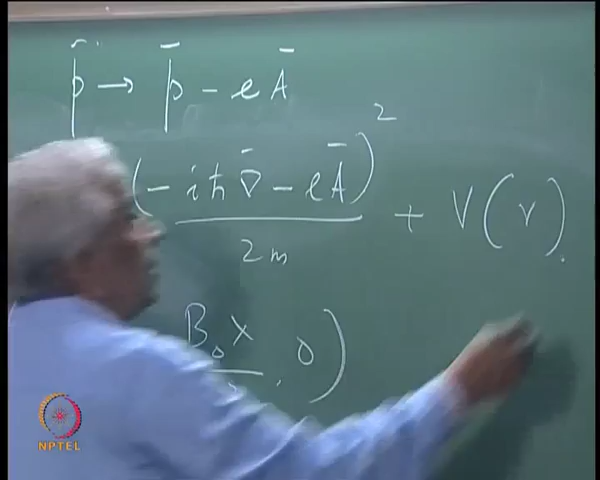 p̄ → p̄ - eĀ
(-iħ∇̄ - eĀ)²
2m
+ V(r).
B₀x
, 0)
NPTEL